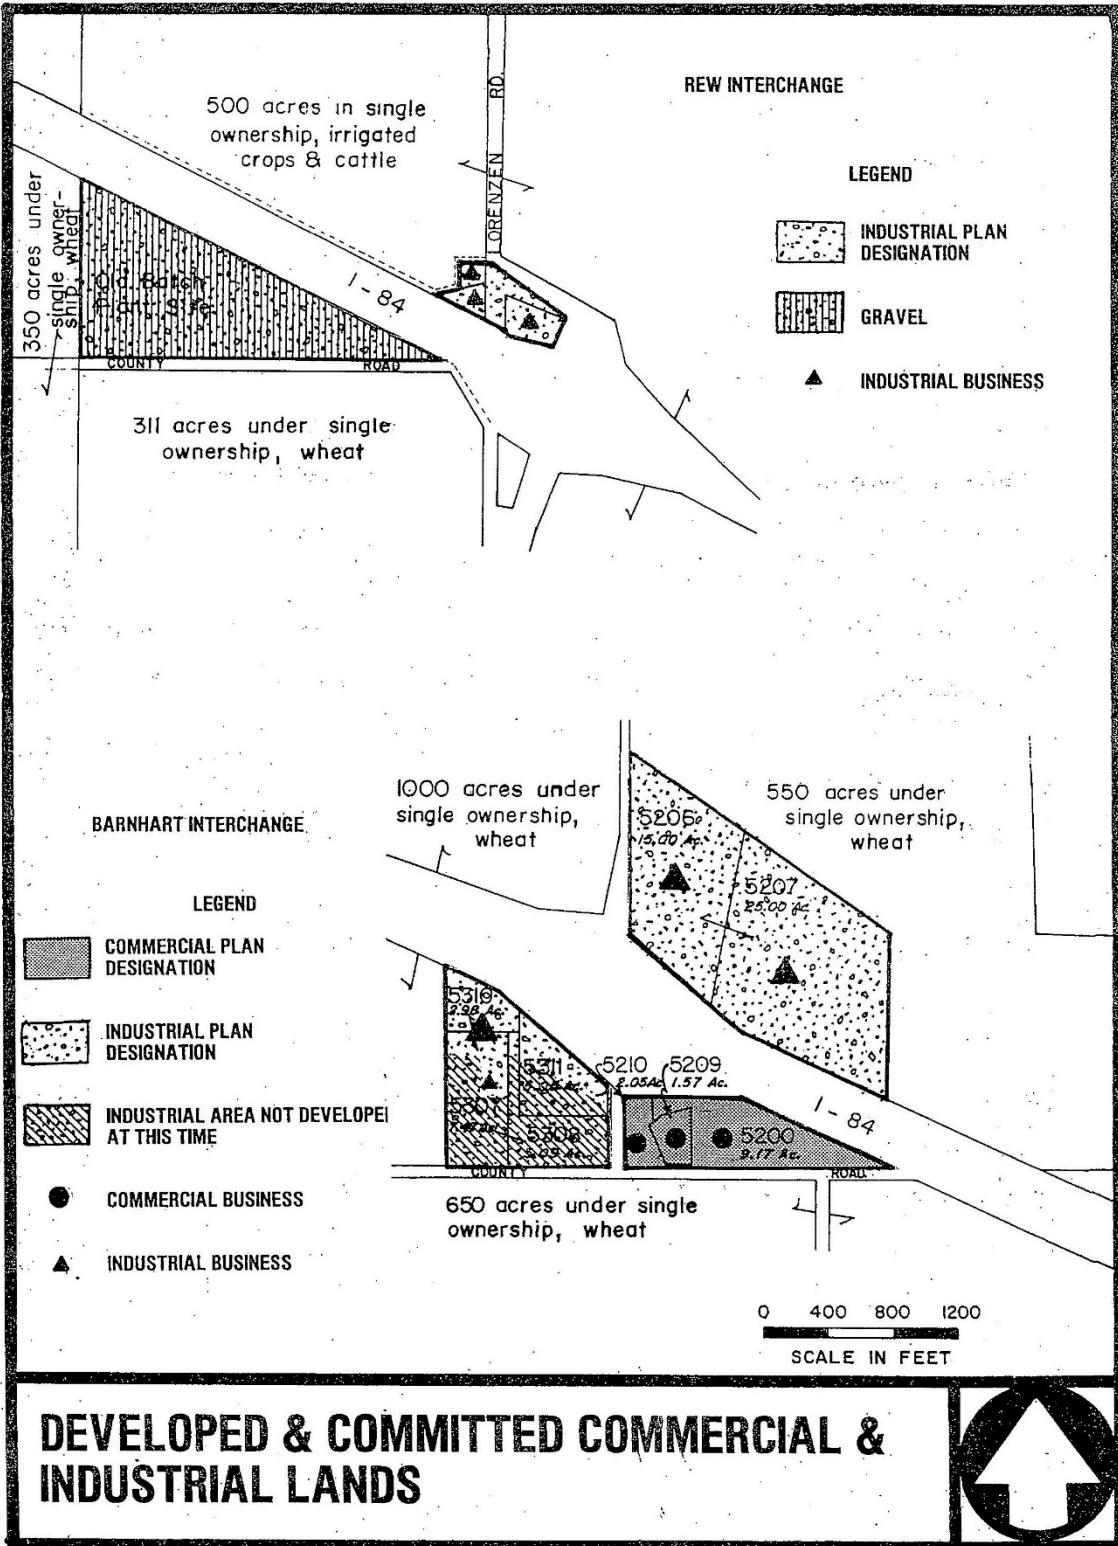 REW INTERCHANGE
500 acres in single
ownership, irrigated
crops & cattle
LORENZEN RD.
350 acres under
single owner-
ship, wheat
Old Batch
I-84
COUNTY ROAD
311 acres under single
ownership, wheat
LEGEND
INDUSTRIAL PLAN
DESIGNATION
GRAVEL
INDUSTRIAL BUSINESS
BARNHART INTERCHANGE
1000 acres under
single ownership,
wheat
550 acres under
single ownership,
wheat
5206
15.00 Ac.
5207
25.00 Ac.
LEGEND
COMMERCIAL PLAN
DESIGNATION
INDUSTRIAL PLAN
DESIGNATION
INDUSTRIAL AREA NOT DEVELOPED
AT THIS TIME
COMMERCIAL BUSINESS
INDUSTRIAL BUSINESS
5310
5311
5210
2.05Ac.
5209
1.57 Ac.
5200
9.17 Ac.
I-84
COUNTY ROAD
650 acres under single
ownership, wheat
0 400 800 1200
SCALE IN FEET
DEVELOPED & COMMITTED COMMERCIAL &
INDUSTRIAL LANDS